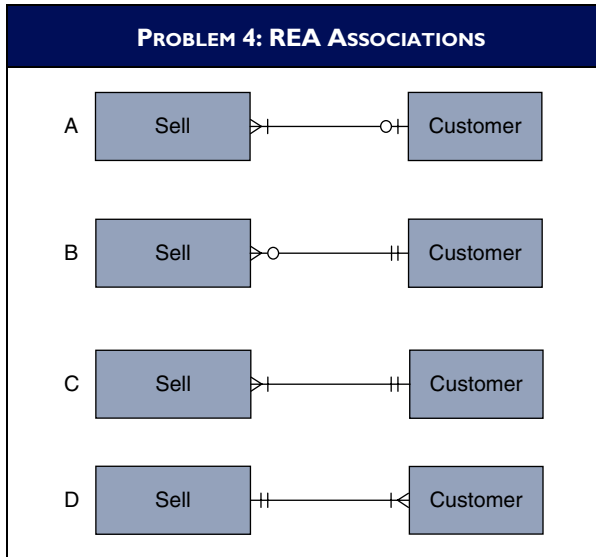 PROBLEM 4: REA ASSOCIATIONS
A Sell Customer
B Sell Customer
C Sell Customer
D Sell Customer